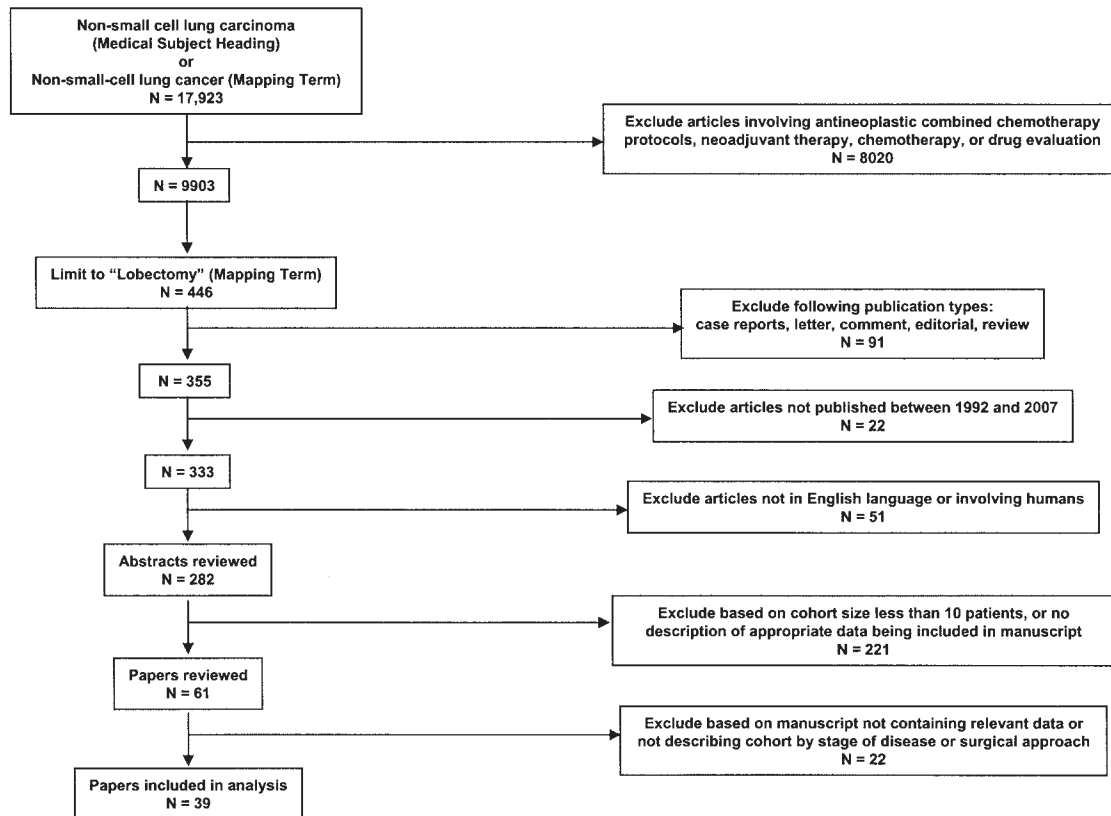 Non-small cell lung carcinoma
(Medical Subject Heading)
or
Non-small-cell lung cancer (Mapping Term)
N = 17,923
Exclude articles involving antineoplastic combined chemotherapy
protocols, neoadjuvant therapy, chemotherapy, or drug evaluation
N = 8020
N = 9903
Limit to “Lobectomy” (Mapping Term)
N = 446
Exclude following publication types:
case reports, letter, comment, editorial, review
N = 91
N = 355
Exclude articles not published between 1992 and 2007
N = 22
N = 333
Exclude articles not in English language or involving humans
N = 51
Abstracts reviewed
N = 282
Exclude based on cohort size less than 10 patients, or no
description of appropriate data being included in manuscript
N = 221
Papers reviewed
N = 61
Exclude based on manuscript not containing relevant data or
not describing cohort by stage of disease or surgical approach
N = 22
Papers included in analysis
N = 39